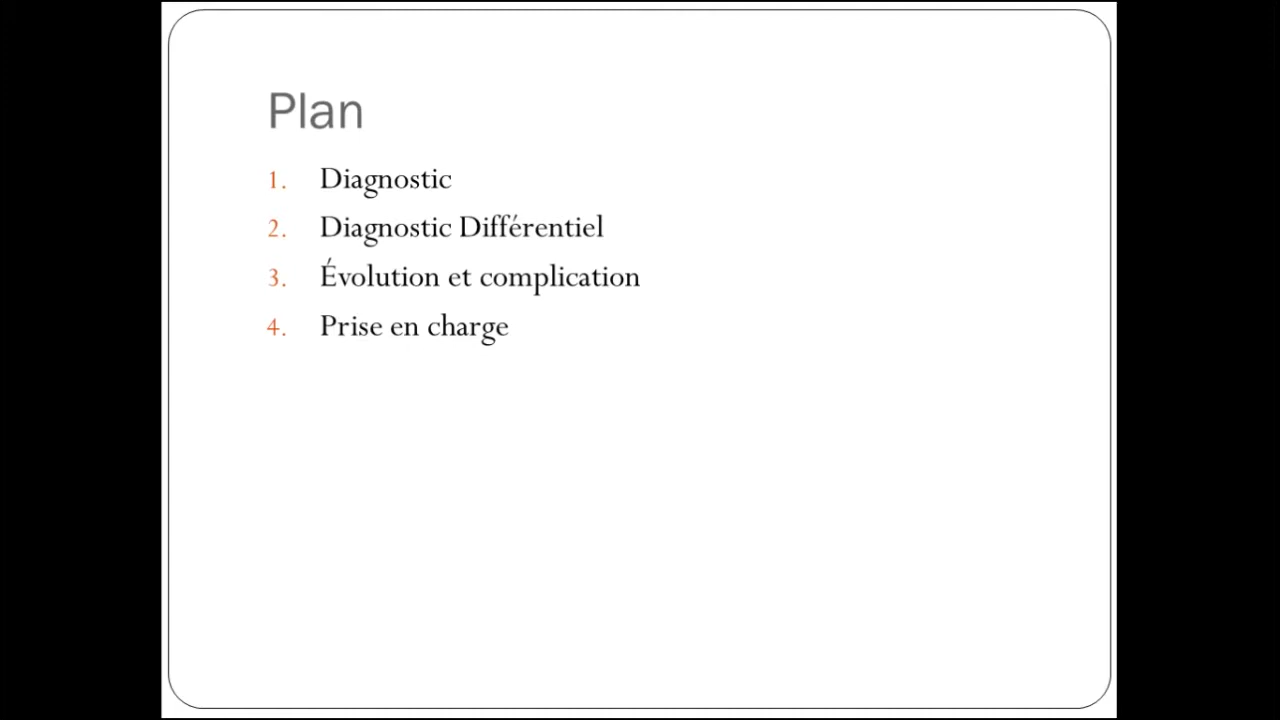 Plan
1. Diagnostic
2. Diagnostic Différentiel
3. Évolution et complication
4. Prise en charge